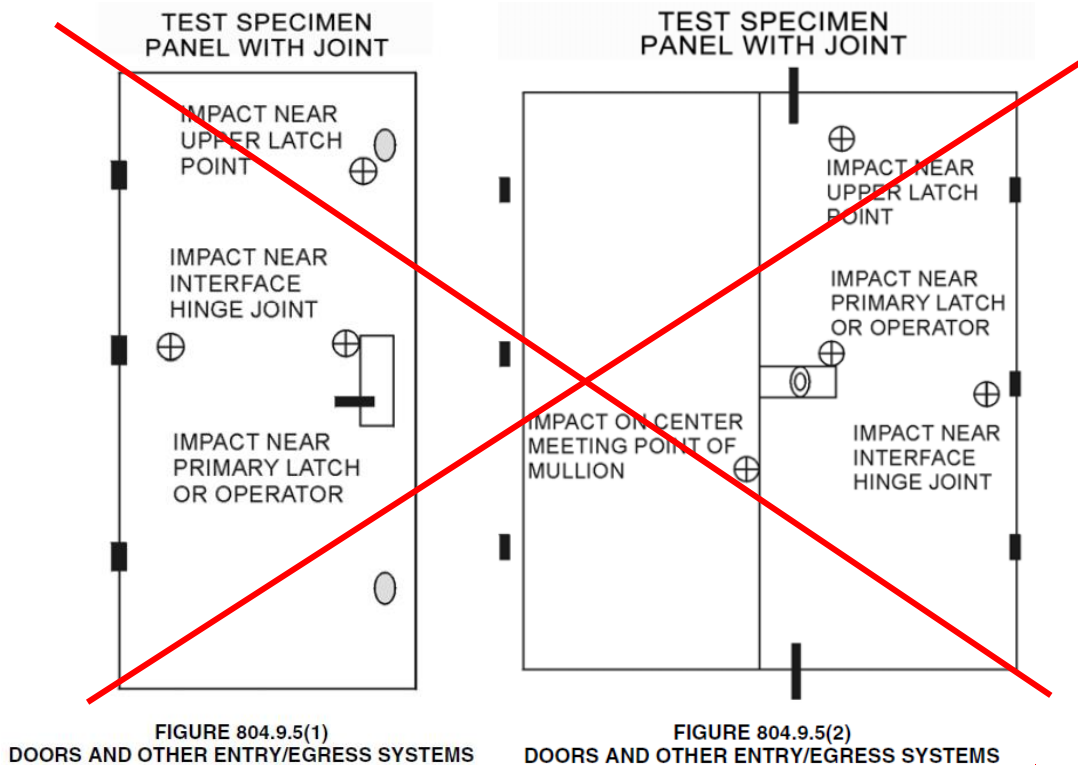 TEST SPECIMEN
PANEL WITH JOINT
IMPACT NEAR
UPPER LATCH
POINT
IMPACT NEAR
INTERFACE
HINGE JOINT
IMPACT NEAR
PRIMARY LATCH
OR OPERATOR
FIGURE 804.9.5(1)
DOORS AND OTHER ENTRY/EGRESS SYSTEMS
TEST SPECIMEN
PANEL WITH JOINT
IMPACT NEAR
UPPER LATCH
POINT
IMPACT NEAR
PRIMARY LATCH
OR OPERATOR
IMPACT ON CENTER
MEETING POINT OF
MULLION
IMPACT NEAR
INTERFACE
HINGE JOINT
FIGURE 804.9.5(2)
DOORS AND OTHER ENTRY/EGRESS SYSTEMS